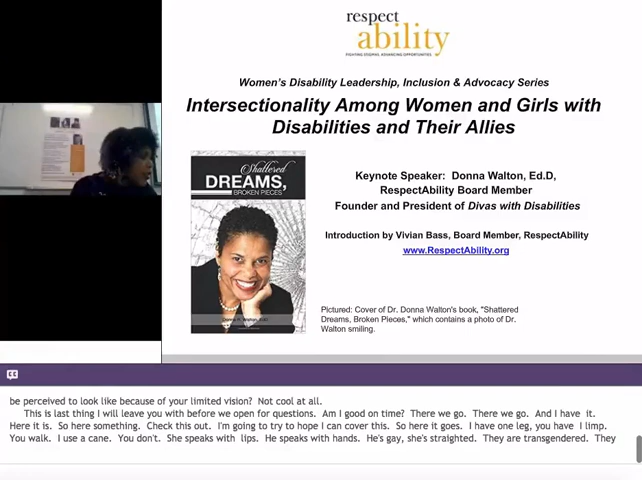 respect
ability
FIGHTING STIGMA. ADVANCING OPPORTUNITIES.
Women's Disability Leadership, Inclusion & Advocacy Series
Intersectionality Among Women and Girls with
Disabilities and Their Allies
Shattered
DREAMS,
BROKEN PIECES
Keynote Speaker: Donna Walton, Ed.D,
RespectAbility Board Member
Founder and President of Divas with Disabilities
Introduction by Vivian Bass, Board Member, RespectAbility
www.RespectAbility.org
Pictured: Cover of Dr. Donna Walton's book, "Shattered
Dreams, Broken Pieces," which contains a photo of Dr.
Walton smiling.
be perceived to look like because of your limited vision? Not cool at all.
This is last thing I will leave you with before we open for questions. Am I good on time? There we go. There we go. And I have it.
Here it is. So here something. Check this out. I'm going to try to hope I can cover this. So here it goes. I have one leg, you have I limp.
You walk. I use a cane. You don't. She speaks with lips. He speaks with hands. He's gay, she's straighted. They are transgendered. They